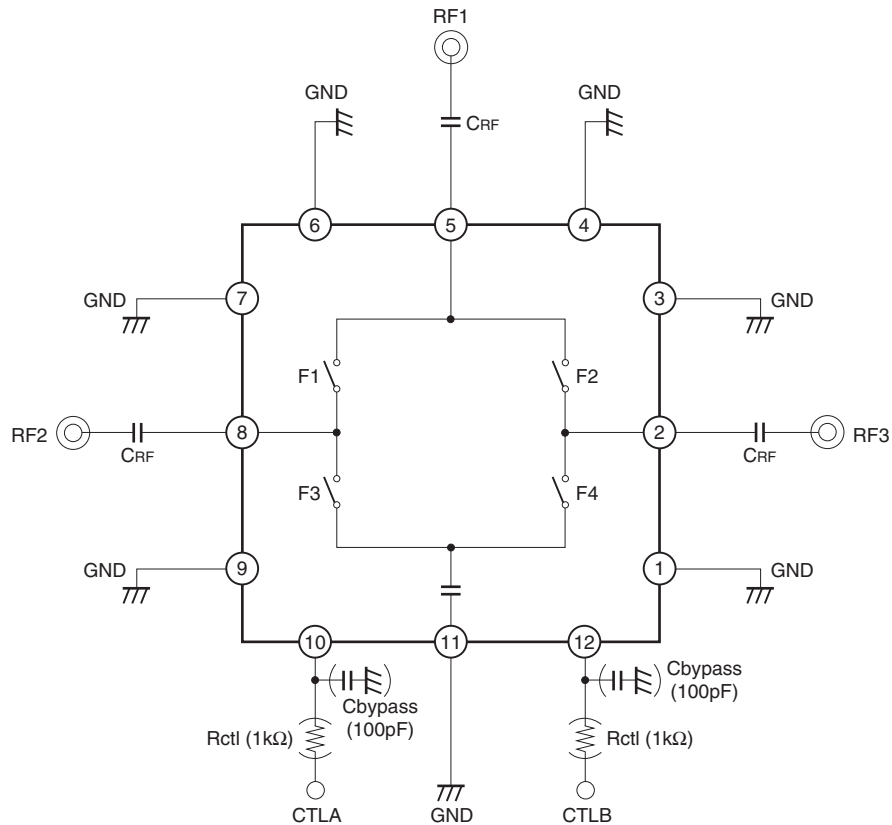 RF1
GND
GND
CRF
6
5
4
7
3
GND
GND
F1
F2
RF2
CRF
8
2
CRF
RF3
F3
F4
GND
9
1
GND
10
11
12
Cbypass
(100pF)
Cbypass
(100pF)
Rctl (1kΩ)
Rctl (1kΩ)
CTLA
GND
CTLB